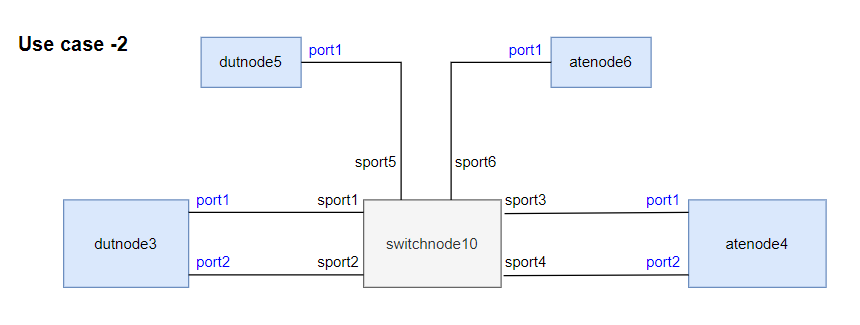 Use case -2
dutnode5
port1
port1
atenode6
sport5
sport6
port1
sport1
sport3
port1
dutnode3
switchnode10
atenode4
port2
sport2
sport4
port2